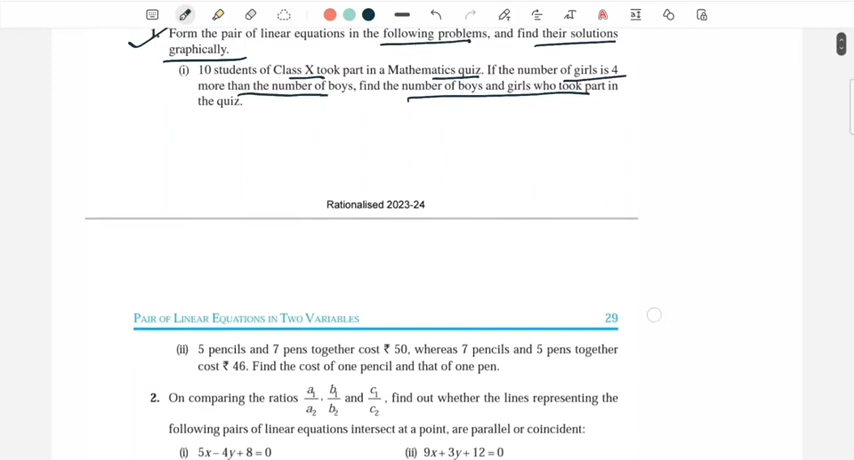 1. Form the pair of linear equations in the following problems, and find their solutions
graphically.
(i) 10 students of Class X took part in a Mathematics quiz. If the number of girls is 4
more than the number of boys, find the number of boys and girls who took part in
the quiz.
Rationalised 2023-24
PAIR OF LINEAR EQUATIONS IN TWO VARIABLES 29
(ii) 5 pencils and 7 pens together cost ₹ 50, whereas 7 pencils and 5 pens together
cost ₹ 46. Find the cost of one pencil and that of one pen.
2. On comparing the ratios a₁/a₂, b₁/b₂ and c₁/c₂, find out whether the lines representing the
following pairs of linear equations intersect at a point, are parallel or coincident:
(i) 5x – 4y + 8 = 0 (ii) 9x + 3y + 12 = 0